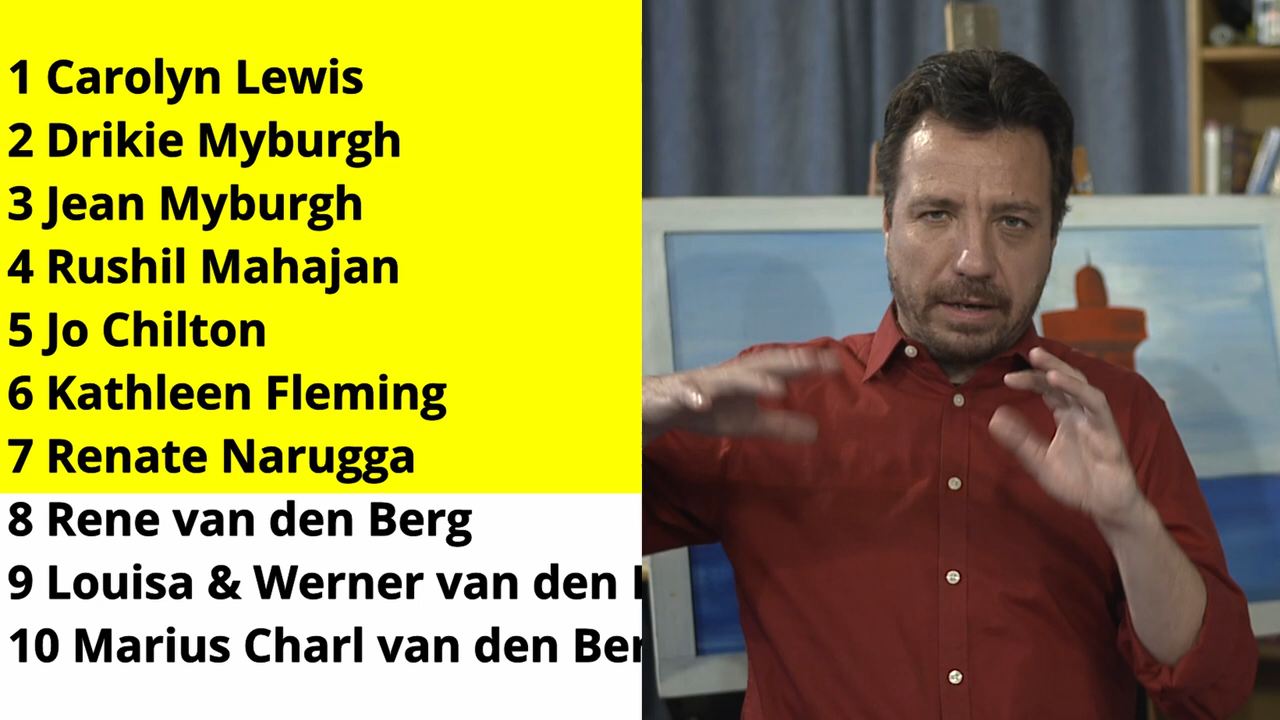 1 Carolyn Lewis
2 Drikie Myburgh
3 Jean Myburgh
4 Rushil Mahajan
5 Jo Chilton
6 Kathleen Fleming
7 Renate Narugga
8 Rene van den Berg
9 Louisa & Werner van den
10 Marius Charl van den